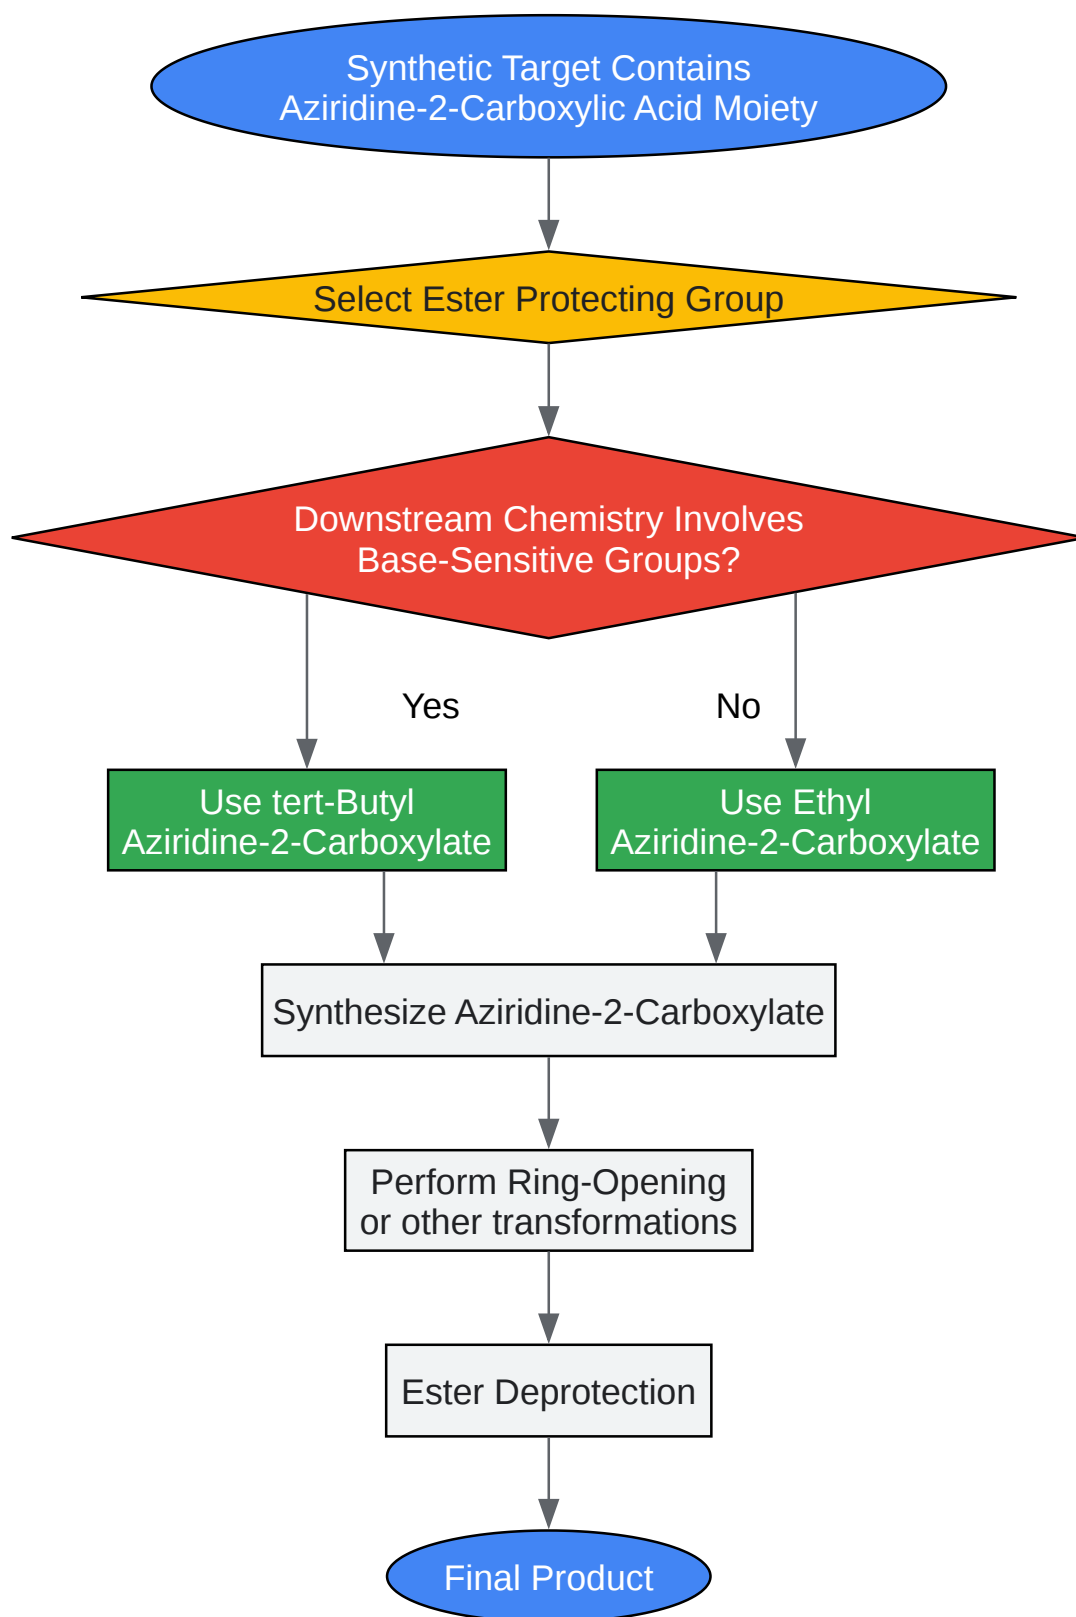 Synthetic Target Contains
Aziridine-2-Carboxylic Acid Moiety
Select Ester Protecting Group
Downstream Chemistry Involves
Base-Sensitive Groups?
Yes
No
Use tert-Butyl
Aziridine-2-Carboxylate
Use Ethyl
Aziridine-2-Carboxylate
Synthesize Aziridine-2-Carboxylate
Perform Ring-Opening
or other transformations
Ester Deprotection
Final Product